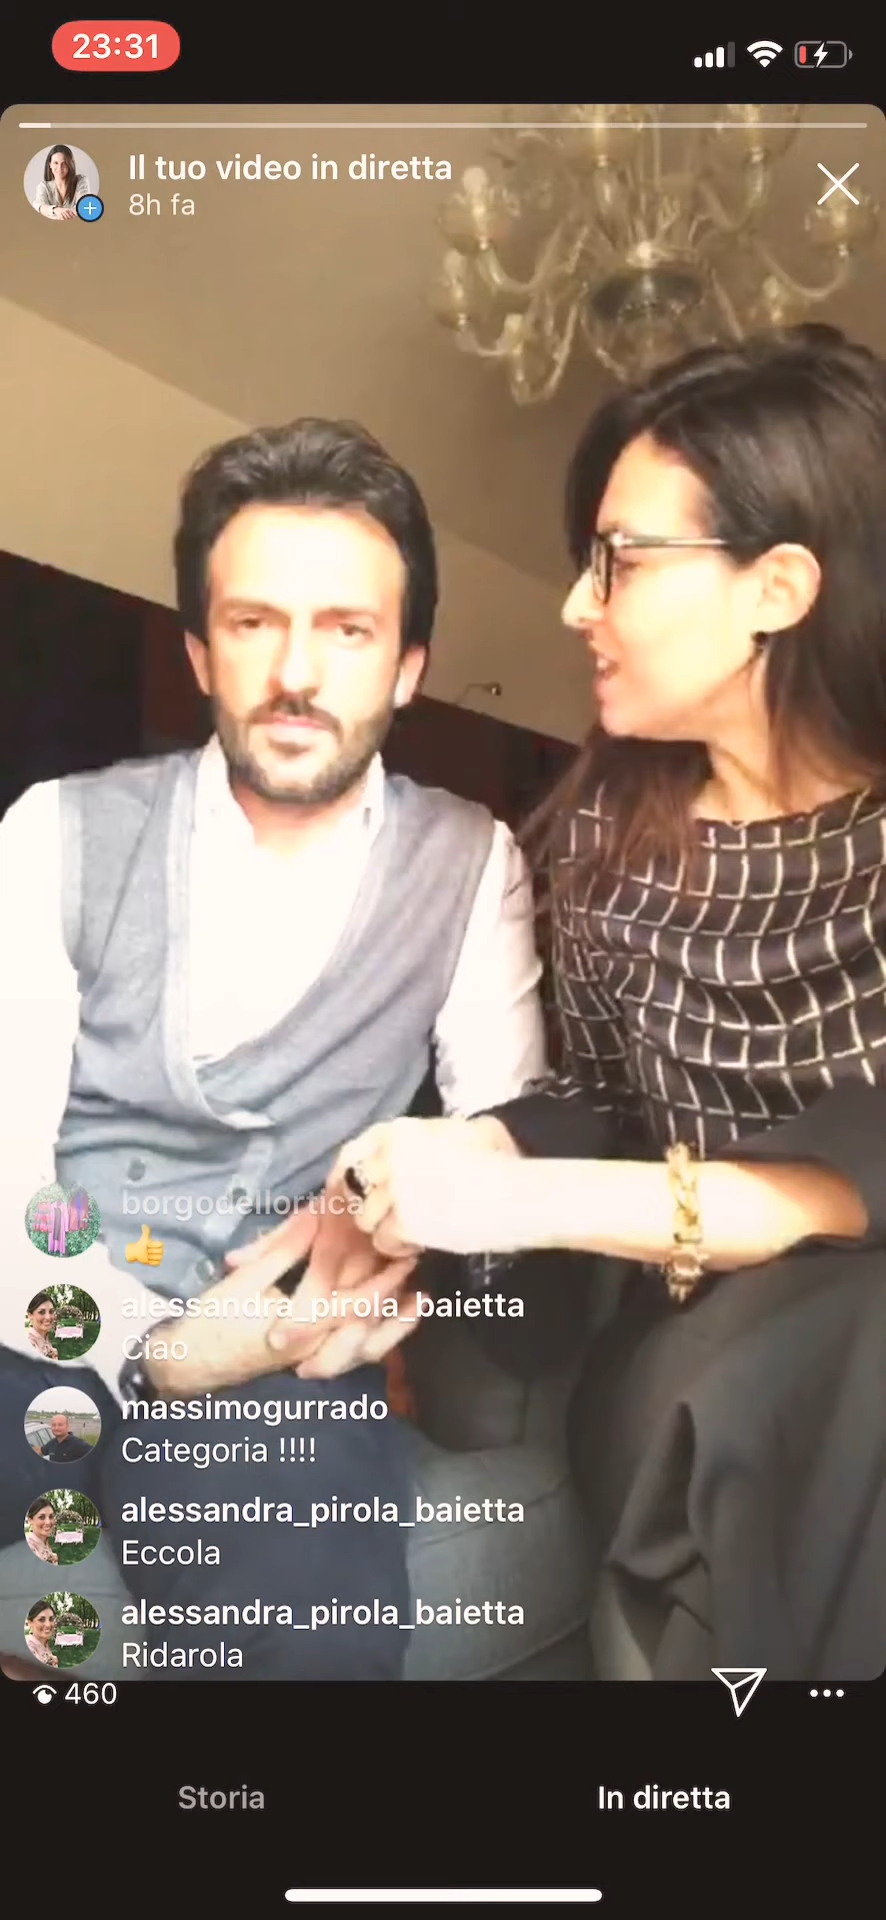 23:31
Il tuo video in diretta
8h fa
borgodellortica
👍
alessandra_pirola_baietta
Ciao
massimogurrado
Categoria !!!!
alessandra_pirola_baietta
Eccola
alessandra_pirola_baietta
Ridarola
460
Storia
In diretta